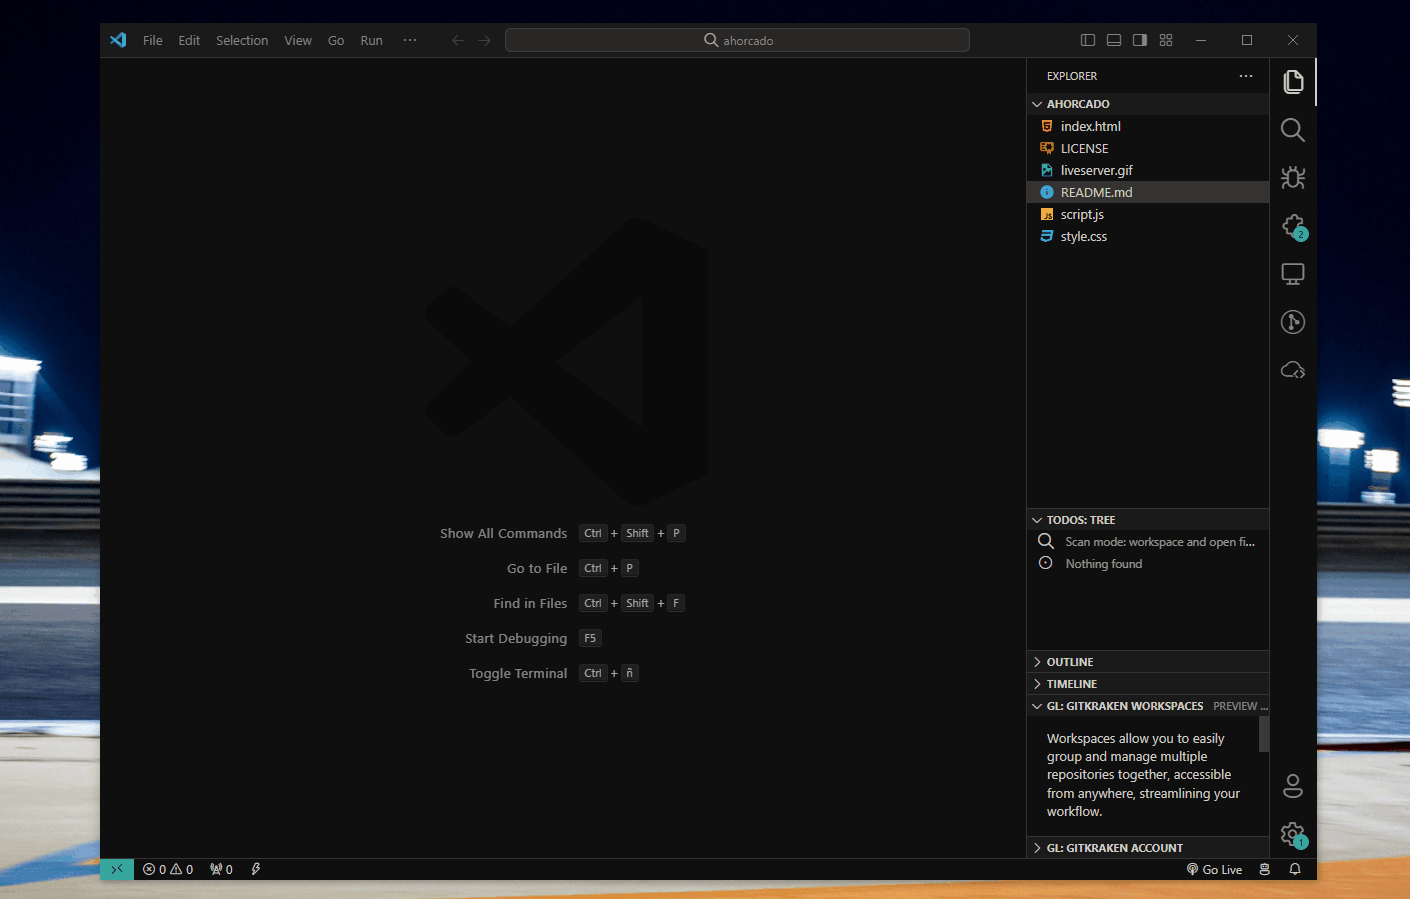 File Edit Selection View Go Run ···
ahorcado
EXPLORER ···
AHORCADO
index.html
LICENSE
liveserver.gif
README.md
JS script.js
style.css
2
Show All Commands Ctrl + Shift + P
Go to File Ctrl + P
Find in Files Ctrl + Shift + F
Start Debugging F5
Toggle Terminal Ctrl + ñ
TODOS: TREE
Scan mode: workspace and open fi...
Nothing found
OUTLINE
TIMELINE
GL: GITKRAKEN WORKSPACES PREVIEW ...
Workspaces allow you to easily
group and manage multiple
repositories together, accessible
from anywhere, streamlining your
workflow.
GL: GITKRAKEN ACCOUNT
1
0 0 0
Go Live